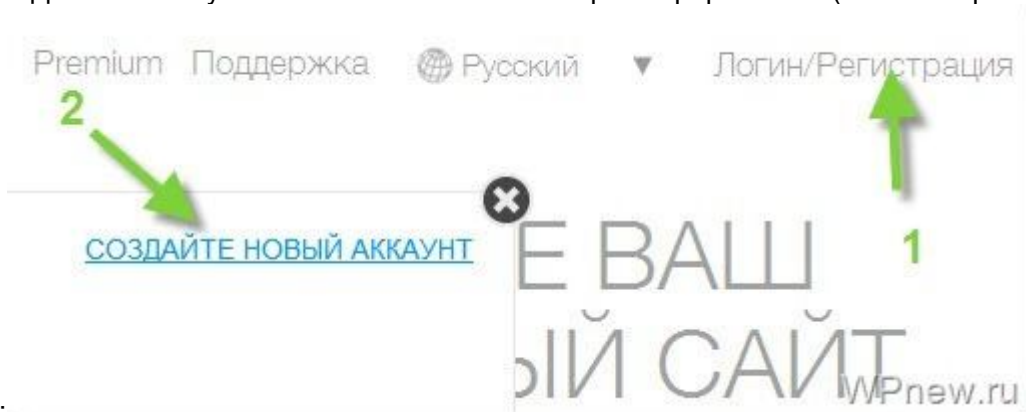 Premium Поддержка Русский ▼ Логин/Регистрация
2
СОЗДАЙТЕ НОВЫЙ АККАУНТ
1
Е ВАШ
ЫЙ САЙТ
WPnew.ru